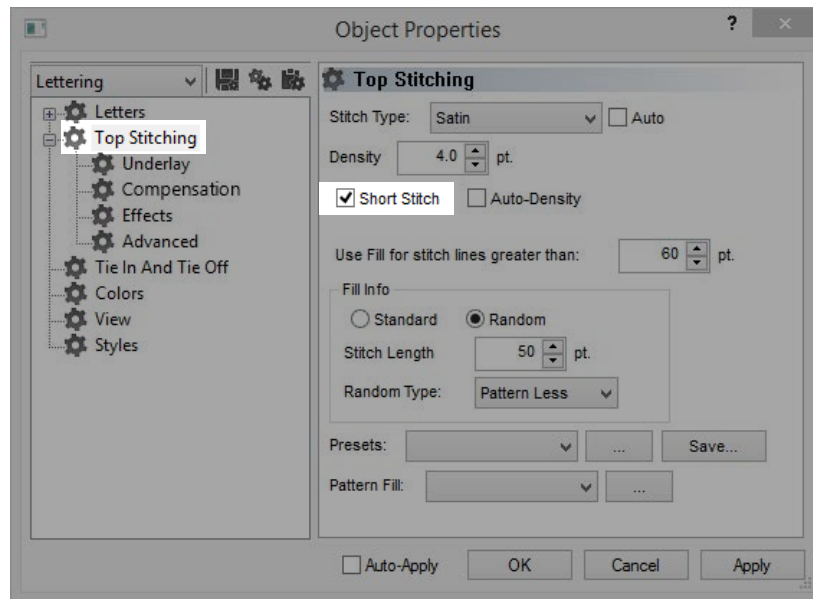 Object Properties
?
Lettering
Letters
Top Stitching
Underlay
Compensation
Effects
Advanced
Tie In And Tie Off
Colors
View
Styles
Top Stitching
Stitch Type: Satin Auto
Density 4.0 pt.
Short Stitch Auto-Density
Use Fill for stitch lines greater than: 60 pt.
Fill Info
Standard Random
Stitch Length 50 pt.
Random Type: Pattern Less
Presets: ... Save...
Pattern Fill: ...
Auto-Apply OK Cancel Apply